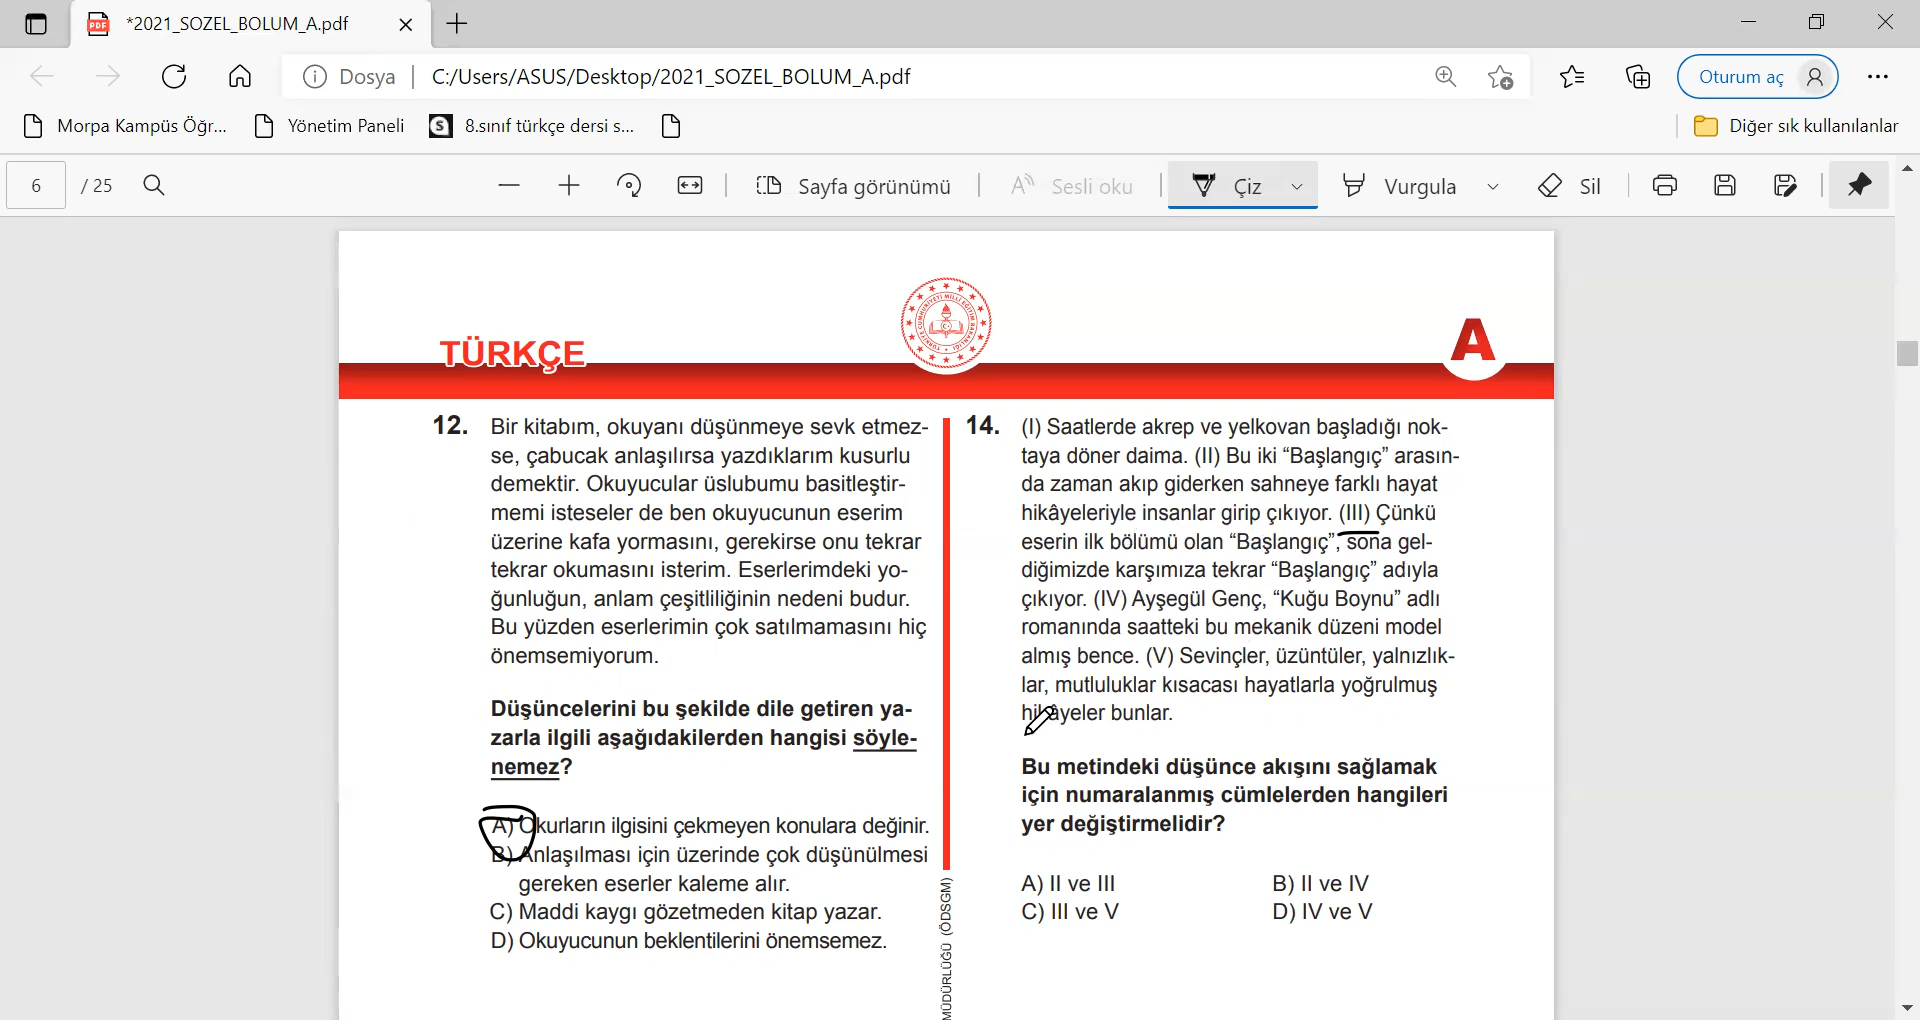 *2021_SOZEL_BOLUM_A.pdf
Dosya
C:/Users/ASUS/Desktop/2021_SOZEL_BOLUM_A.pdf
Oturum aç
Morpa Kampüs Öğr...
Yönetim Paneli
8.sınıf türkçe dersi s...
Diğer sık kullanılanlar
6 / 25
Sayfa görünümü
Sesli oku
Çiz
Vurgula
Sil
TÜRKÇE
A
12. Bir kitabım, okuyanı düşünmeye sevk etmez-
se, çabucak anlaşılırsa yazdıklarım kusurlu
demektir. Okuyucular üslubumu basitleştir-
memi isteseler de ben okuyucunun eserim
üzerine kafa yormasını, gerekirse onu tekrar
tekrar okumasını isterim. Eserlerimdeki yo-
ğunluğun, anlam çeşitliliğinin nedeni budur.
Bu yüzden eserlerimin çok satılmamasını hiç
önemsemiyorum.
Düşüncelerini bu şekilde dile getiren ya-
zarla ilgili aşağıdakilerden hangisi söyle-
nemez?
A) Okurların ilgisini çekmeyen konulara değinir.
B) Anlaşılması için üzerinde çok düşünülmesi
gereken eserler kaleme alır.
C) Maddi kaygı gözetmeden kitap yazar.
D) Okuyucunun beklentilerini önemsemez.
MÜDÜRLÜĞÜ (ÖDSGM)
14. (I) Saatlerde akrep ve yelkovan başladığı nok-
taya döner daima. (II) Bu iki “Başlangıç” arasın-
da zaman akıp giderken sahneye farklı hayat
hikâyeleriyle insanlar girip çıkıyor. (III) Çünkü
eserin ilk bölümü olan “Başlangıç”, sona gel-
diğimizde karşımıza tekrar “Başlangıç” adıyla
çıkıyor. (IV) Ayşegül Genç, “Kuğu Boynu” adlı
romanında saatteki bu mekanik düzeni model
almış bence. (V) Sevinçler, üzüntüler, yalnızlık-
lar, mutluluklar kısacası hayatlarla yoğrulmuş
hikâyeler bunlar.
Bu metindeki düşünce akışını sağlamak
için numaralanmış cümlelerden hangileri
yer değiştirmelidir?
A) II ve III
B) II ve IV
C) III ve V
D) IV ve V